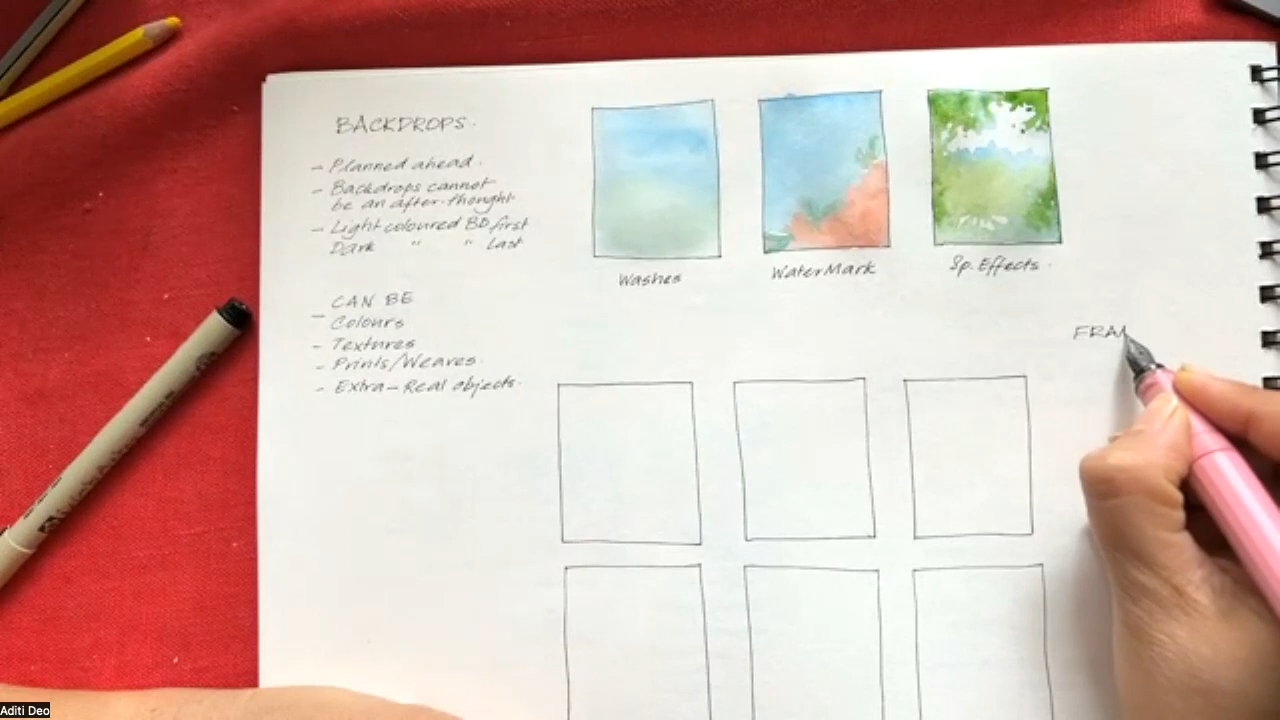 BACKDROPS.
- Planned ahead.
- Backdrops cannot
be an after-thought.
- Light coloured BD first
Dark " " Last
CAN BE
- Colours
- Textures
- Prints/Weaves.
- Extra-Real objects.
Washes
WaterMark
Sp. Effects.
FRAM
Aditi Deo